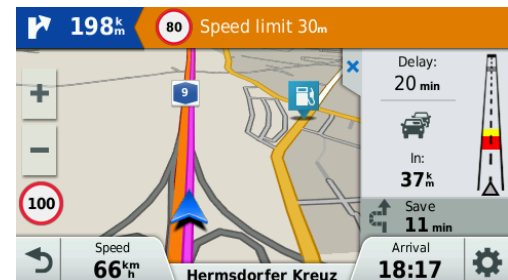 198 km
80 Speed limit 30m
Delay:
20 min
9
In:
37 km
100
Save
11 min
Speed
66 km/h
Hermsdorfer Kreuz
Arrival
18:17